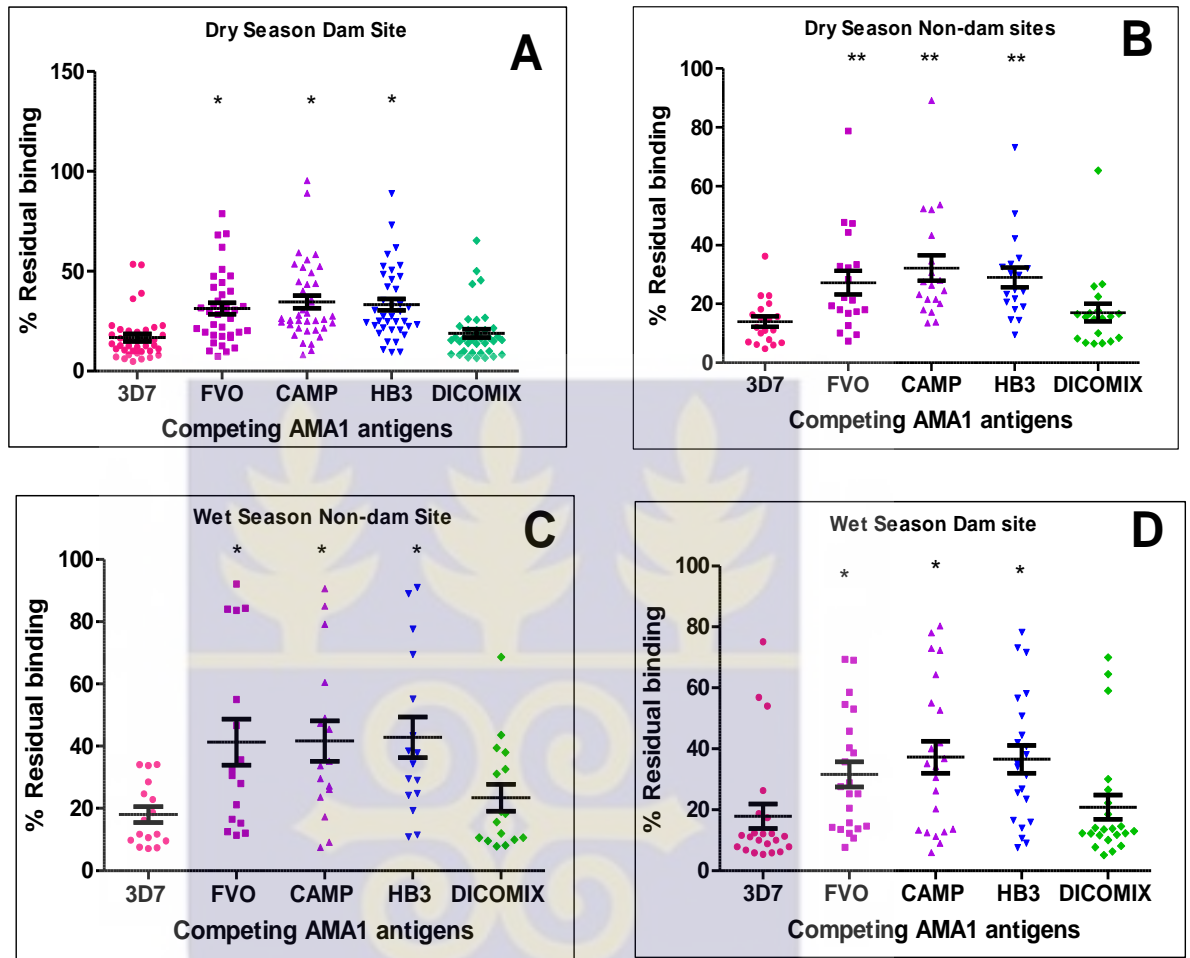 Dry Season Dam Site
A
% Residual binding
150
100
50
0
* * *
3D7 FVO CAMP HB3 DICOMIX
Competing AMA1 antigens
Dry Season Non-dam sites
B
% Residual binding
100
80
60
40
20
0
** ** **
3D7 FVO CAMP HB3 DICOMIX
Competing AMA1 antigens
Wet Season Non-dam Site
C
% Residual binding
100
80
60
40
20
0
* * *
3D7 FVO CAMP HB3 DICOMIX
Competing AMA1 antigens
Wet Season Dam site
D
% Residual binding
100
80
60
40
20
0
* * *
3D7 FVO CAMP HB3 DICOMIX
Competing AMA1 antigens